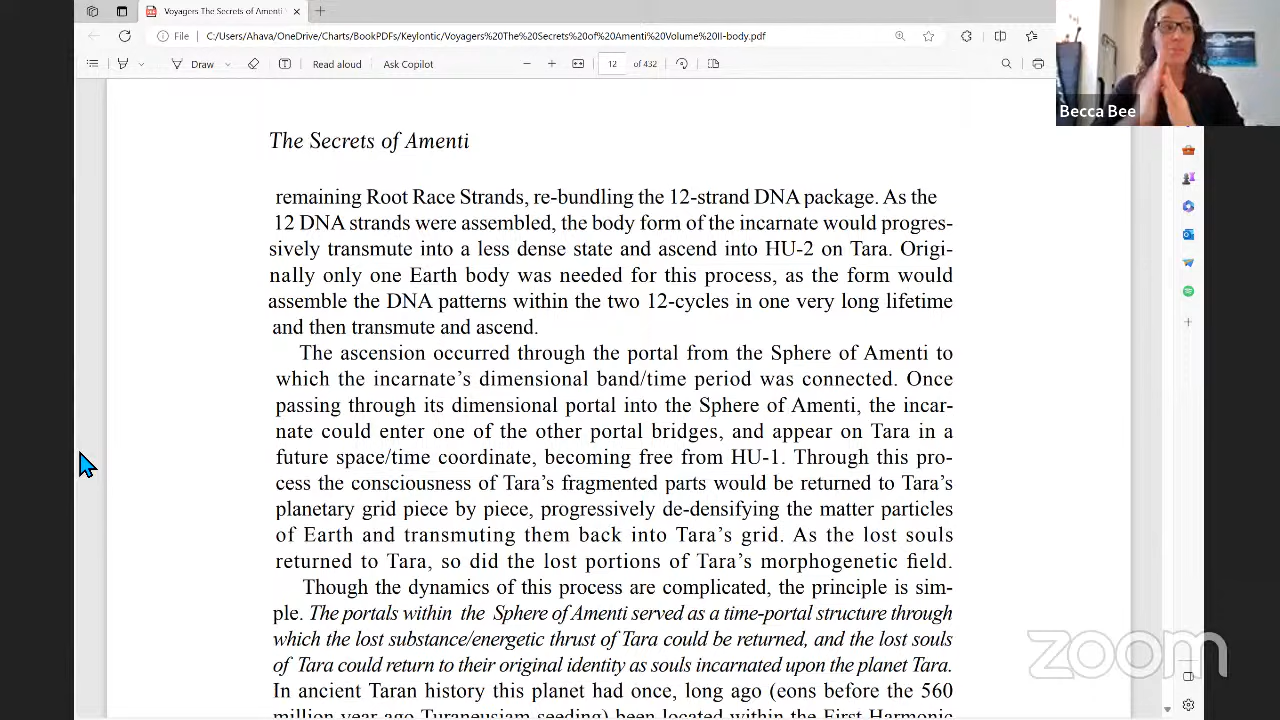 Voyagers The Secrets of Amenti
File
C:/Users/Ahava/OneDrive/Charts/BookPDFs/Keylontic/Voyagers%20The%20Secrets%20of%20Amenti%20Volume%20II-body.pdf
Draw
Read aloud
Ask Copilot
12
of 432
Becca Bee
The Secrets of Amenti
remaining Root Race Strands, re-bundling the 12-strand DNA package. As the
12 DNA strands were assembled, the body form of the incarnate would progres-
sively transmute into a less dense state and ascend into HU-2 on Tara. Origi-
nally only one Earth body was needed for this process, as the form would
assemble the DNA patterns within the two 12-cycles in one very long lifetime
and then transmute and ascend.
The ascension occurred through the portal from the Sphere of Amenti to
which the incarnate's dimensional band/time period was connected. Once
passing through its dimensional portal into the Sphere of Amenti, the incar-
nate could enter one of the other portal bridges, and appear on Tara in a
future space/time coordinate, becoming free from HU-1. Through this pro-
cess the consciousness of Tara's fragmented parts would be returned to Tara's
planetary grid piece by piece, progressively de-densifying the matter particles
of Earth and transmuting them back into Tara's grid. As the lost souls
returned to Tara, so did the lost portions of Tara's morphogenetic field.
Though the dynamics of this process are complicated, the principle is sim-
ple. The portals within the Sphere of Amenti served as a time-portal structure through
which the lost substance/energetic thrust of Tara could be returned, and the lost souls
of Tara could return to their original identity as souls incarnated upon the planet Tara.
In ancient Taran history this planet had once, long ago (eons before the 560
million year ago Turaneusiam seeding) been located within the First Harmonic
zoom